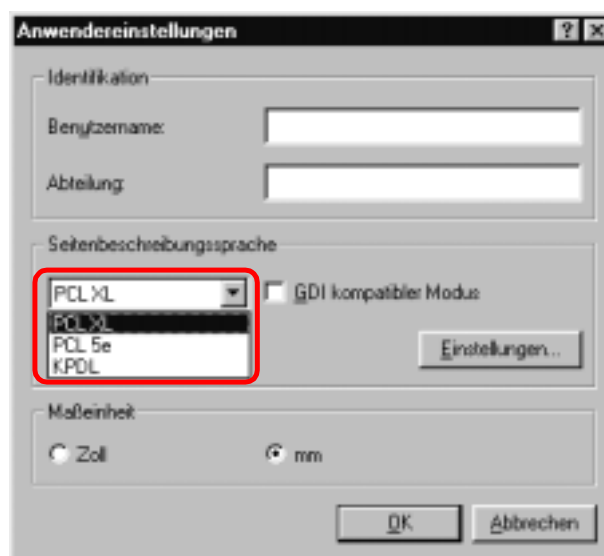 Anwendereinstellungen
Identifikation
Benutzername:
Abteilung:
Seitenbeschreibungssprache
PCL XL
GDI kompatibler Modus
PCL XL
PCL 5e
KPDL
Einstellungen...
Maßeinheit
Zoll
mm
OK
Abbrechen